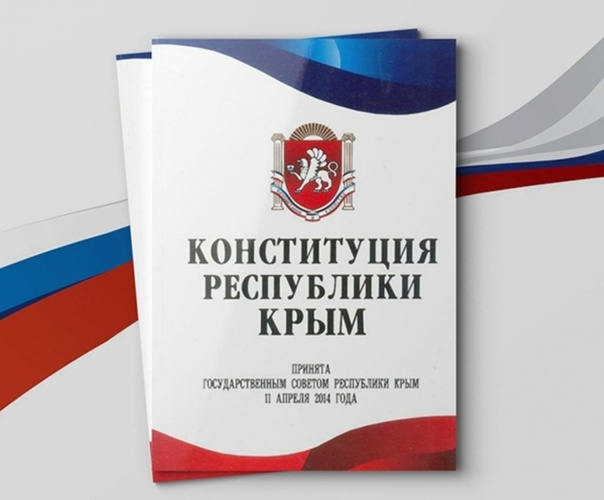 КОНСТИТУЦИЯ
РЕСПУБЛИКИ
КРЫМ
ПРИНЯТА
ГОСУДАРСТВЕННЫМ СОВЕТОМ РЕСПУБЛИКИ КРЫМ
11 АПРЕЛЯ 2014 ГОДА